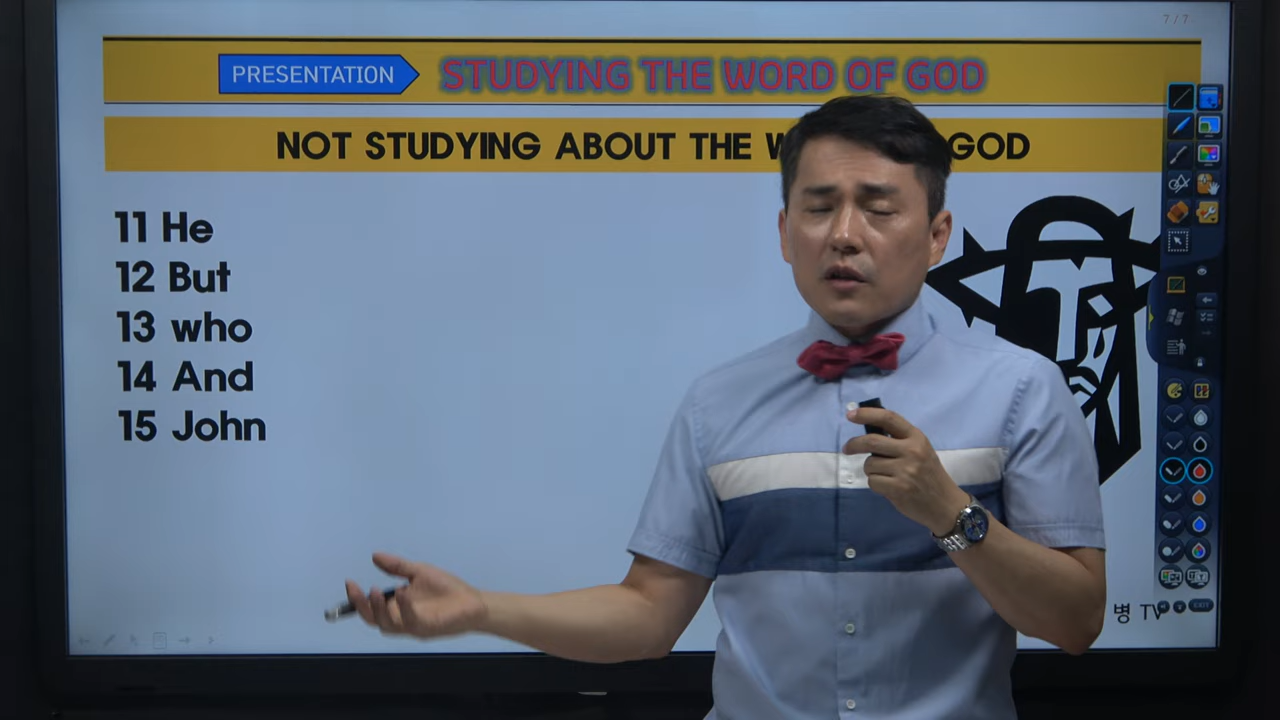 7 / 7
PRESENTATION STUDYING THE WORD OF GOD
NOT STUDYING ABOUT THE GOD
11 He
12 But
13 who
14 And
15 John
병 TV
EXIT